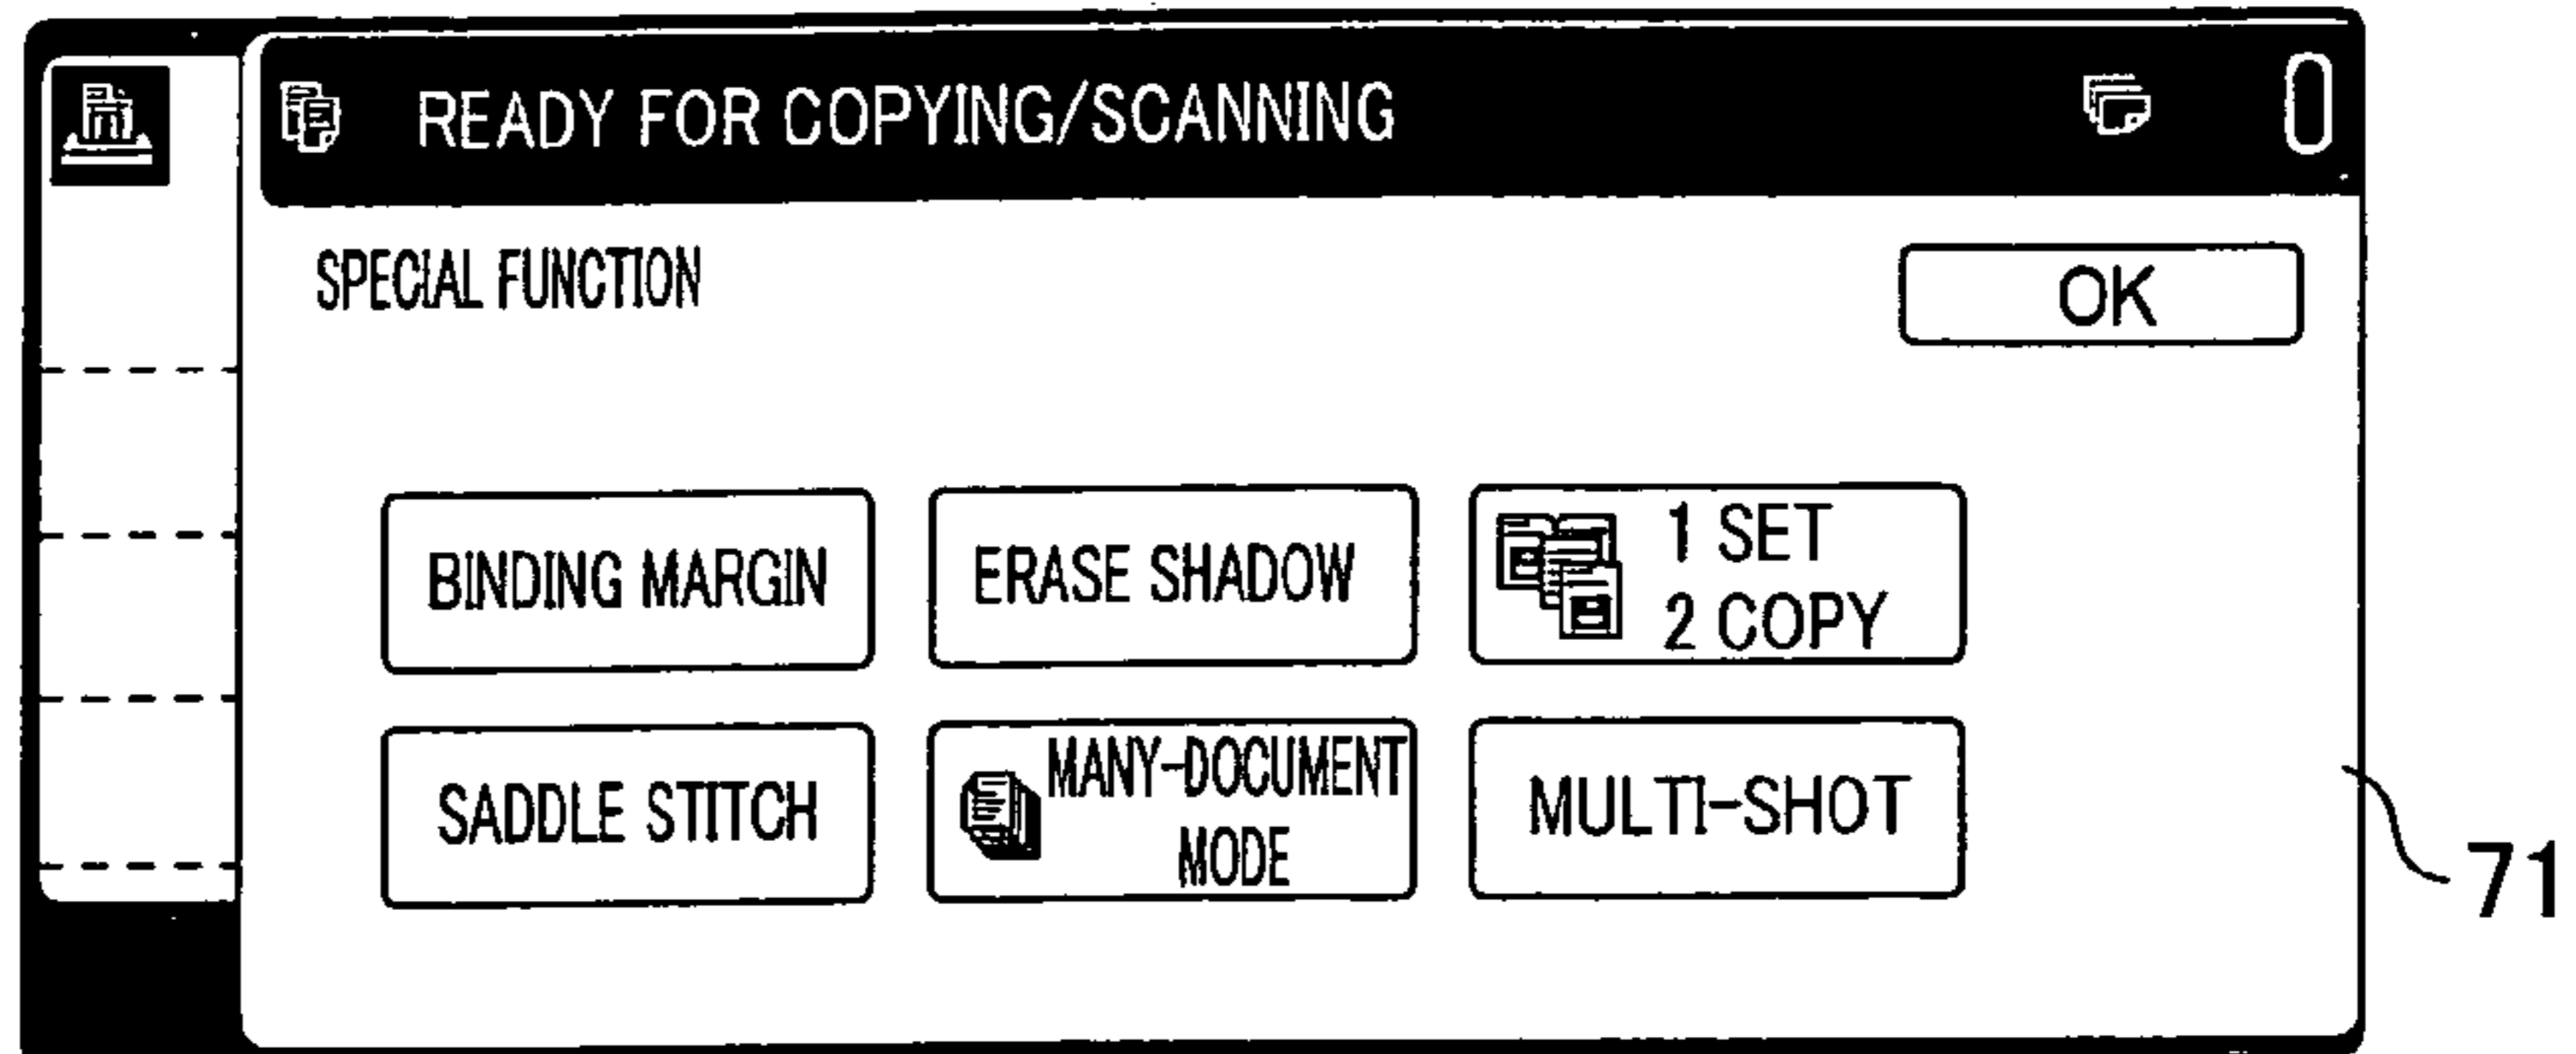 READY FOR COPYING/SCANNING 0
SPECIAL FUNCTION
OK
BINDING MARGIN
ERASE SHADOW
1 SET
2 COPY
SADDLE STITCH
MANY-DOCUMENT
MODE
MULTI-SHOT
71